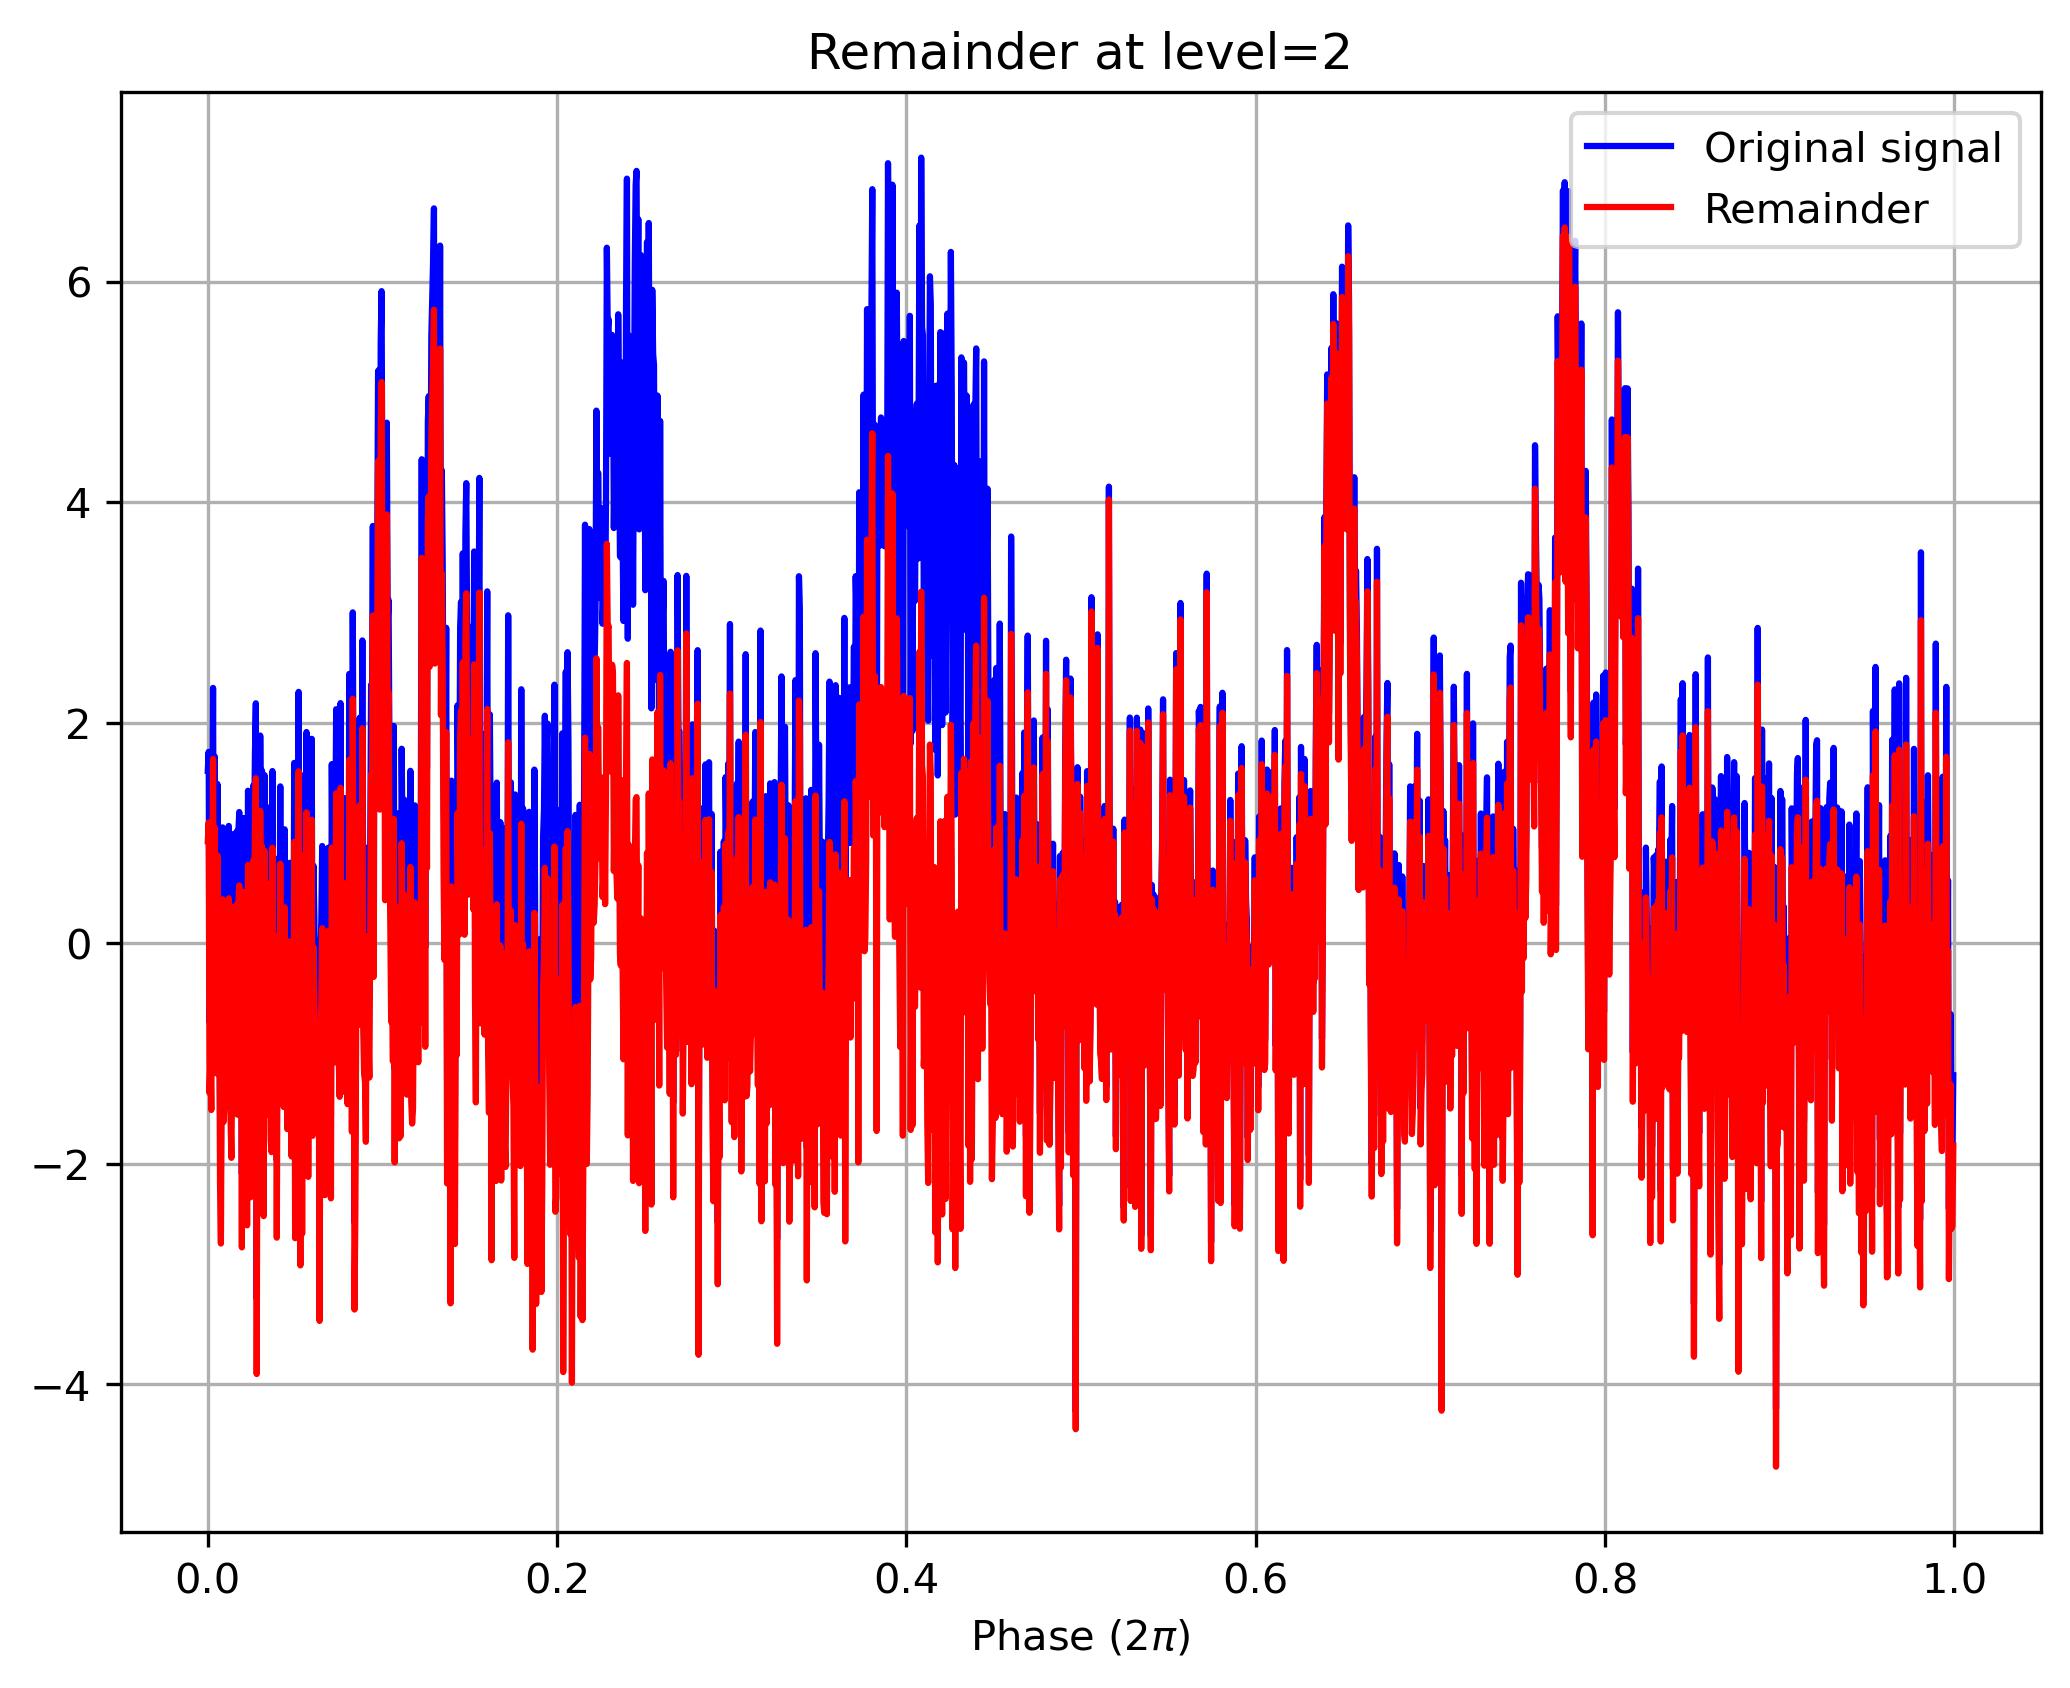 Remainder at level=2
Original signal
Remainder
6
4
2
0
−2
−4
0.0 0.2 0.4 0.6 0.8 1.0
Phase (2π)